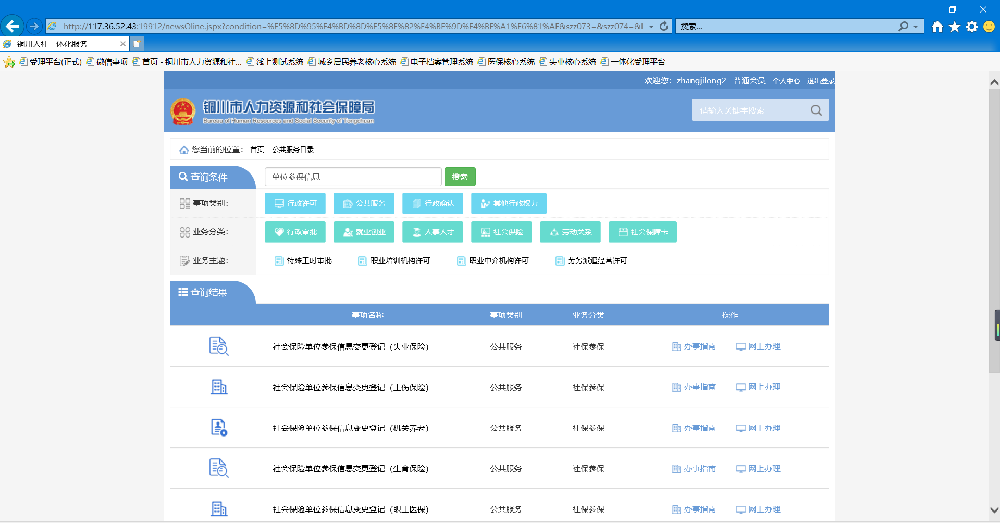 http://117.36.52.43:19912/newsOline.jspx?condition=%E5%8D%95%E4%BD%8D%E5%8F%82%E4%BF%9D%E4%BF%A1%E6%81%AF&szz073=&szz074=&l
搜索...
铜川人社一体化服务
受理平台(正式) 微信事项 首页 - 铜川市人力资源和社... 线上测试系统 城乡居民养老核心系统 电子档案管理系统 医保核心系统 失业核心系统 一体化受理平台
欢迎您：zhangjilong2 普通会员 个人中心 退出登录
铜川市人力资源和社会保障局
Bureau of Human Resources and Social Security of Tongchuan
请输入关键字搜索
您当前的位置： 首页 - 公共服务目录
查询条件 单位参保信息 搜索
事项类别： 行政许可 公共服务 行政确认 其他行政权力
业务分类： 行政审批 就业创业 人事人才 社会保险 劳动关系 社会保障卡
业务主题： 特殊工时审批 职业培训机构许可 职业中介机构许可 劳务派遣经营许可
查询结果
事项名称 事项类别 业务分类 操作
社会保险单位参保信息变更登记（失业保险） 公共服务 社保参保 办事指南 网上办理
社会保险单位参保信息变更登记（工伤保险） 公共服务 社保参保 办事指南 网上办理
社会保险单位参保信息变更登记（机关养老） 公共服务 社保参保 办事指南 网上办理
社会保险单位参保信息变更登记（生育保险） 公共服务 社保参保 办事指南 网上办理
社会保险单位参保信息变更登记（职工医保） 公共服务 社保参保 办事指南 网上办理